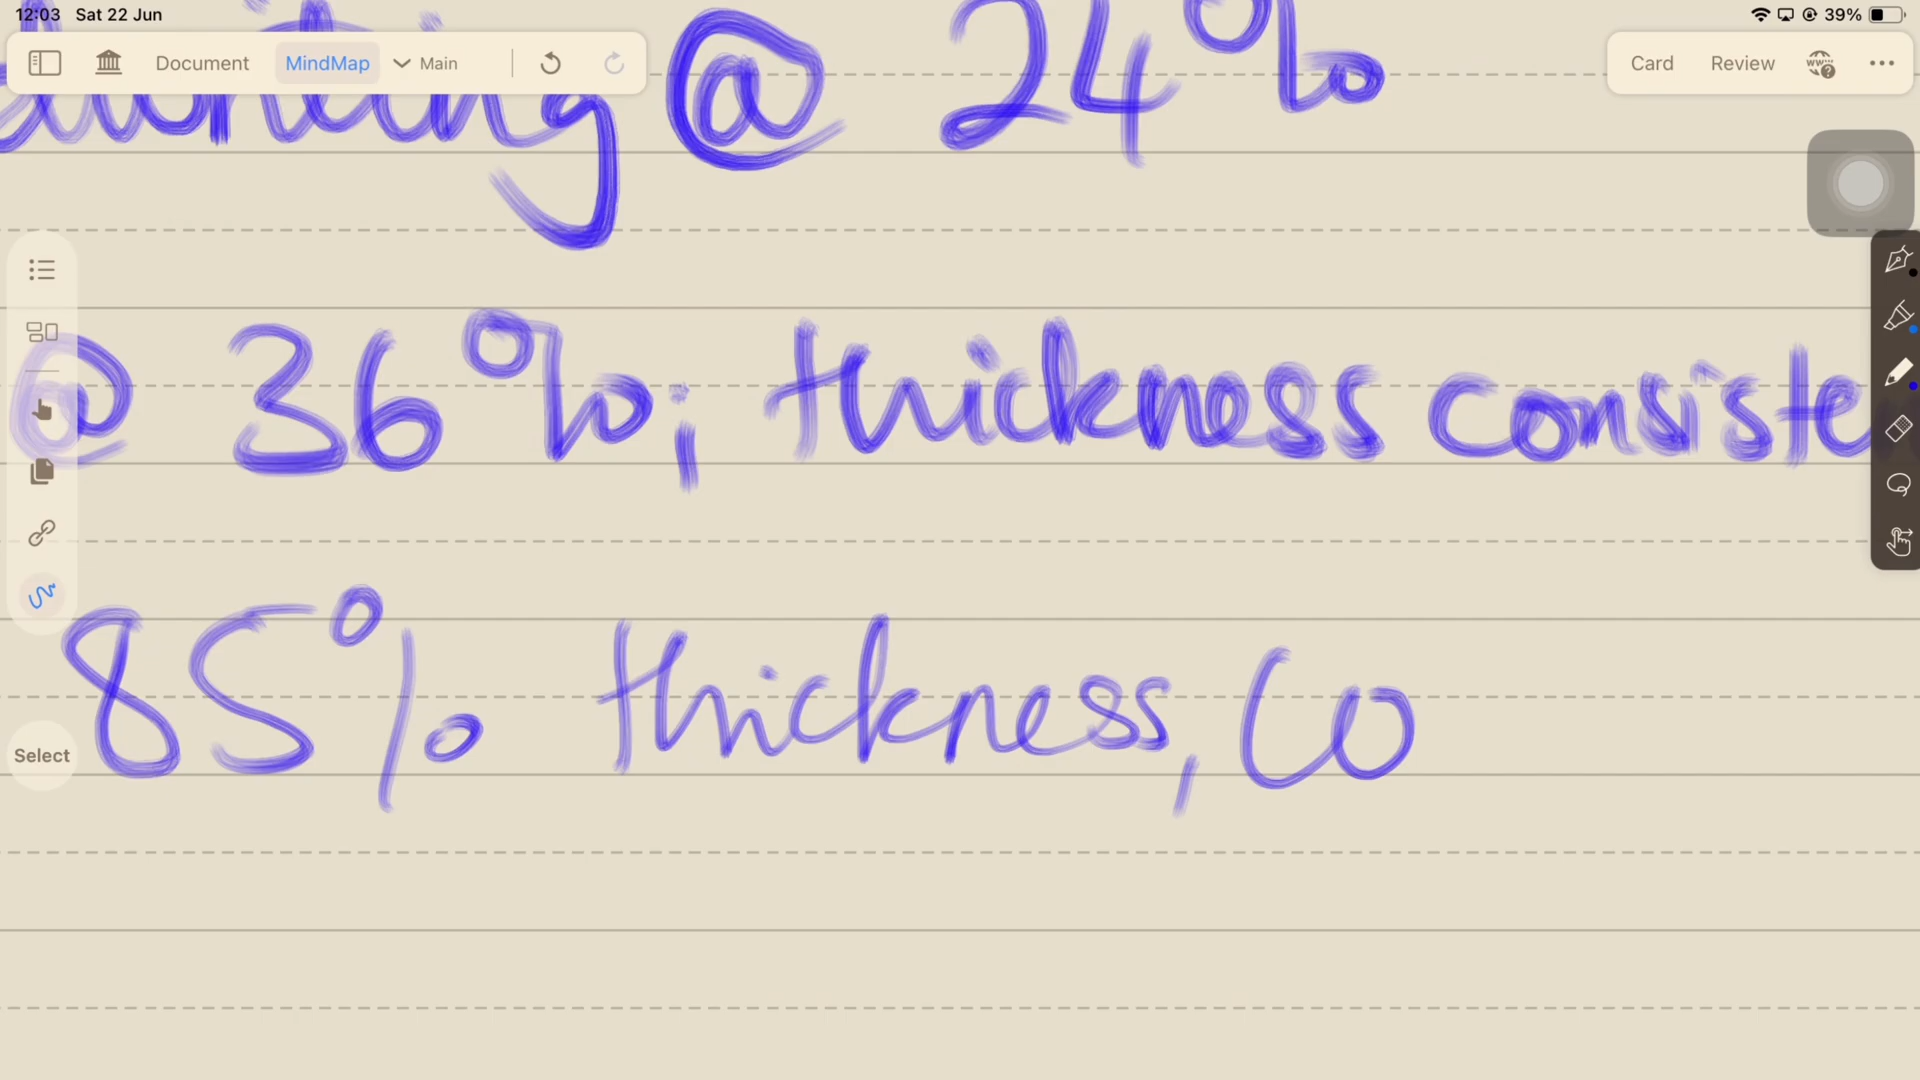 12:03 Sat 22 Jun 39%
Document MindMap Main Card Review
@ 24%
@ 36%; thickness consiste
85% thickness, Co
Select